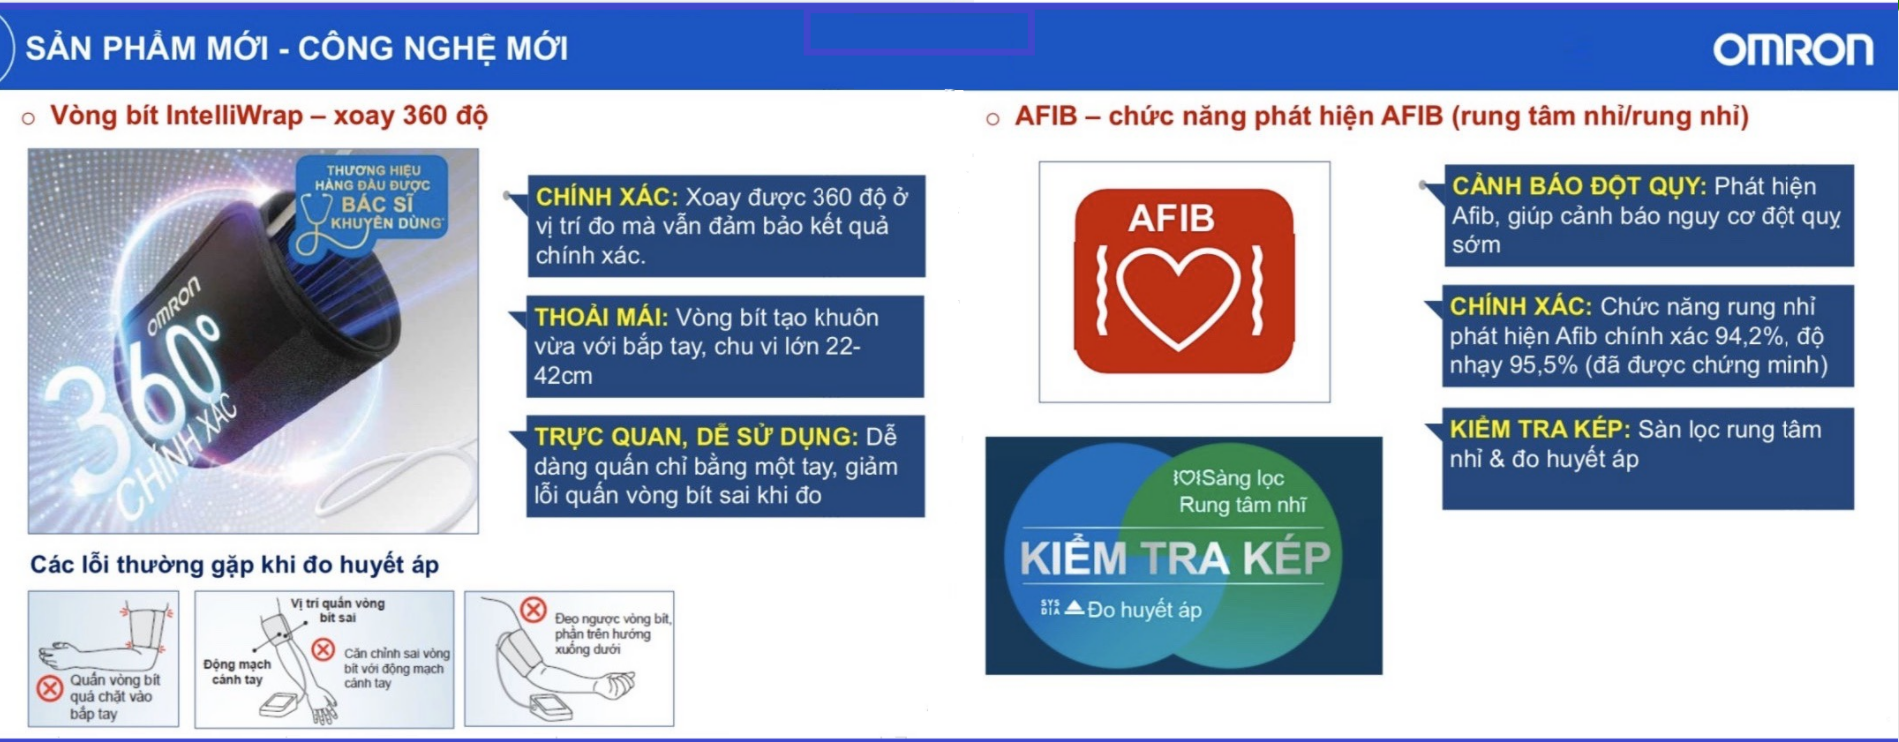 SẢN PHẨM MỚI - CÔNG NGHỆ MỚI
OMRON
Vòng bít IntelliWrap – xoay 360 độ
THƯƠNG HIỆU
HÀNG ĐẦU ĐƯỢC
BÁC SĨ
KHUYÊN DÙNG*
OMRON
360°
CHÍNH XÁC
CHÍNH XÁC: Xoay được 360 độ ở
vị trí đo mà vẫn đảm bảo kết quả
chính xác.
THOẢI MÁI: Vòng bít tạo khuôn
vừa với bắp tay, chu vi lớn 22-
42cm
TRỰC QUAN, DỄ SỬ DỤNG: Dễ
dàng quấn chỉ bằng một tay, giảm
lỗi quấn vòng bít sai khi đo
Các lỗi thường gặp khi đo huyết áp
Quấn vòng bít
quá chặt vào
bắp tay
Vị trí quấn vòng
bít sai
Động mạch
cánh tay
Căn chỉnh sai vòng
bít với động mạch
cánh tay
Đeo ngược vòng bít,
phần trên hướng
xuống dưới
AFIB – chức năng phát hiện AFIB (rung tâm nhỉ/rung nhỉ)
AFIB
CẢNH BÁO ĐỘT QUỴ: Phát hiện
Afib, giúp cảnh báo nguy cơ đột quỵ
sớm
CHÍNH XÁC: Chức năng rung nhỉ
phát hiện Afib chính xác 94,2%, độ
nhạy 95,5% (đã được chứng minh)
KIỂM TRA KÉP: Sàn lọc rung tâm
nhỉ & đo huyết áp
Sàng lọc
Rung tâm nhĩ
KIỂM TRA KÉP
SYS
DIA
Đo huyết áp